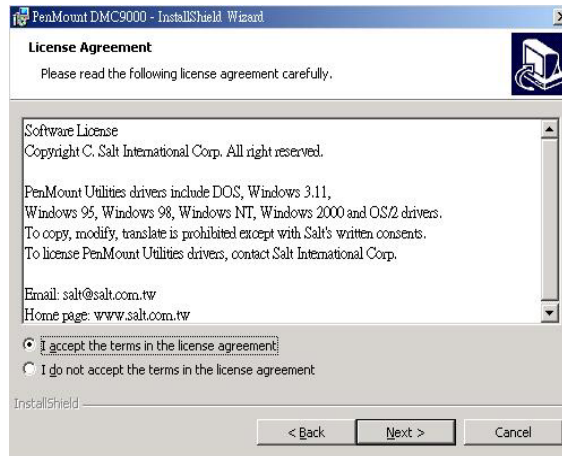 PenMount DMC9000 - InstallShield Wizard
License Agreement
Please read the following license agreement carefully.
Software License
Copyright C. Salt International Corp. All right reserved.
PenMount Utilities drivers include DOS, Windows 3.11,
Windows 95, Windows 98, Windows NT, Windows 2000 and OS/2 drivers.
To copy, modify, translate is prohibited except with Salt's written consents.
To license PenMount Utilities drivers, contact Salt International Corp.
Email: salt@salt.com.tw
Home page: www.salt.com.tw
I accept the terms in the license agreement
I do not accept the terms in the license agreement
InstallShield
< Back Next > Cancel